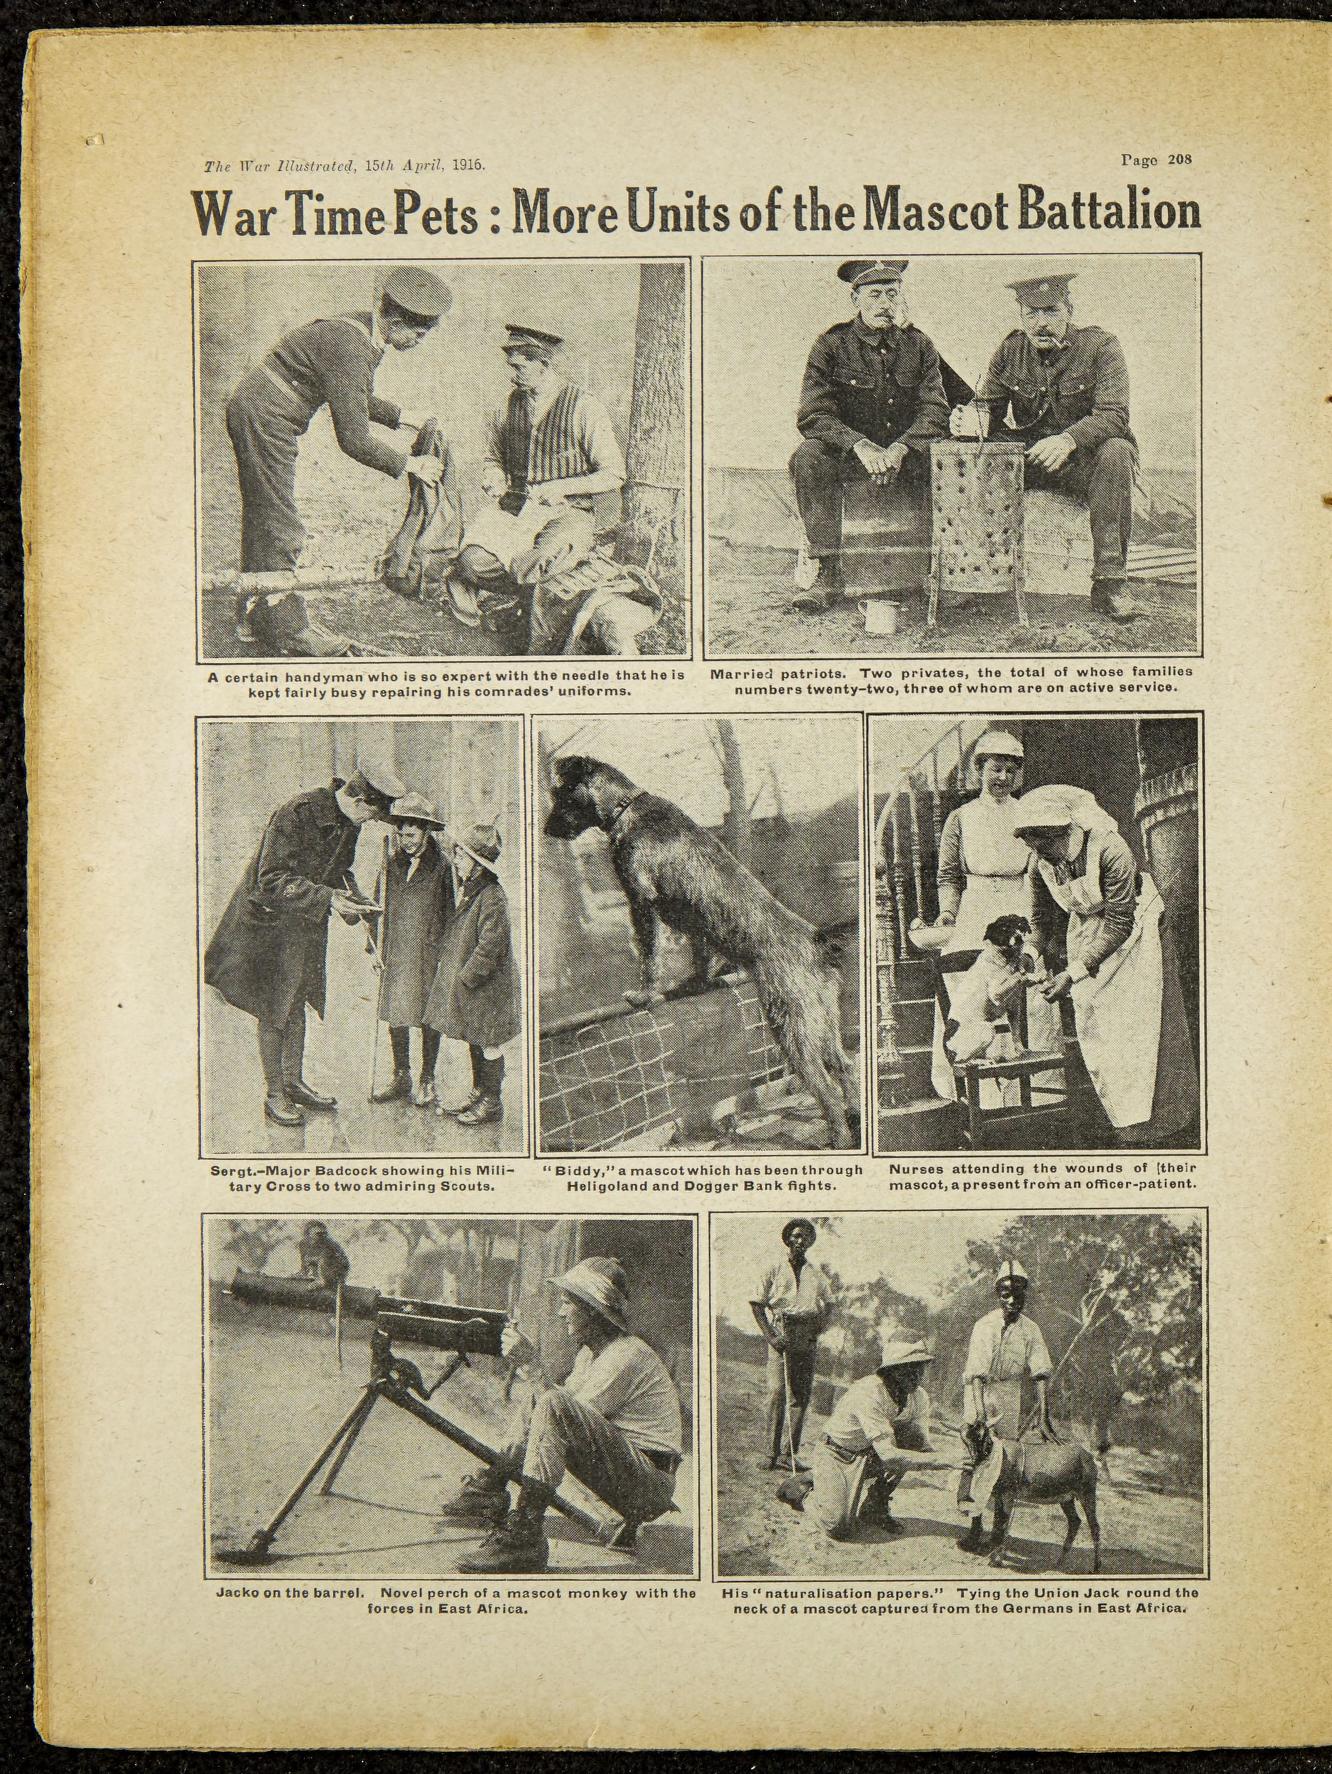 The War Illustrated, 15th April, 1916.
Page 208
War Time Pets : More Units of the Mascot Battalion
A certain handyman who is so expert with the needle that he is
kept fairly busy repairing his comrades' uniforms.
Married patriots. Two privates, the total of whose families
numbers twenty-two, three of whom are on active service.
Sergt.-Major Badcock showing his Mili-
tary Cross to two admiring Scouts.
"Biddy," a mascot which has been through
Heligoland and Dogger Bank fights.
Nurses attending the wounds of [their
mascot, a present from an officer-patient.
Jacko on the barrel. Novel perch of a mascot monkey with the
forces in East Africa.
His "naturalisation papers." Tying the Union Jack round the
neck of a mascot captured from the Germans in East Africa.